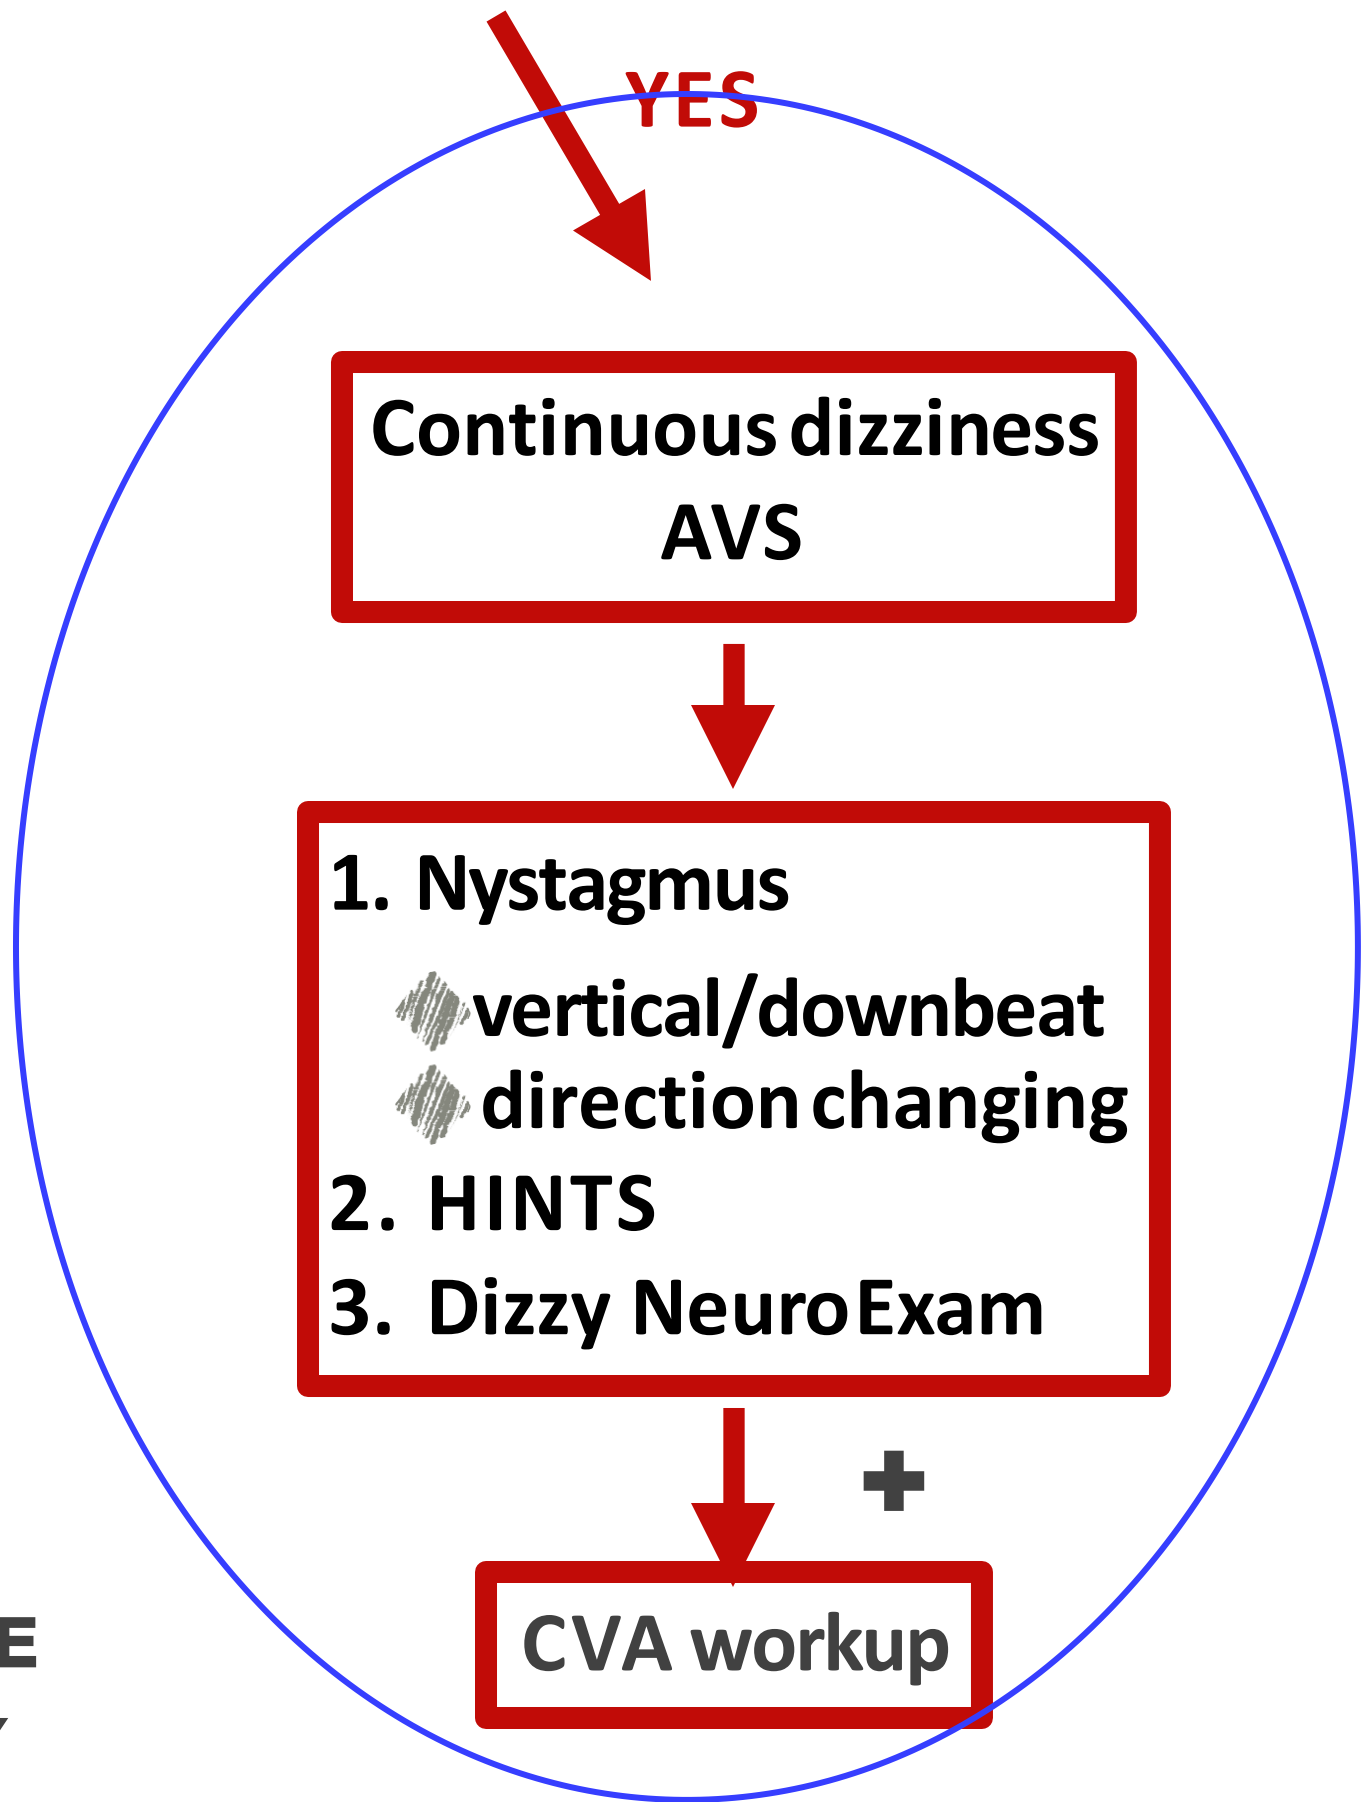 YES
Continuous dizziness
AVS
1. Nystagmus
vertical/downbeat
direction changing
2. HINTS
3. Dizzy Neuro Exam
+
CVA workup
E